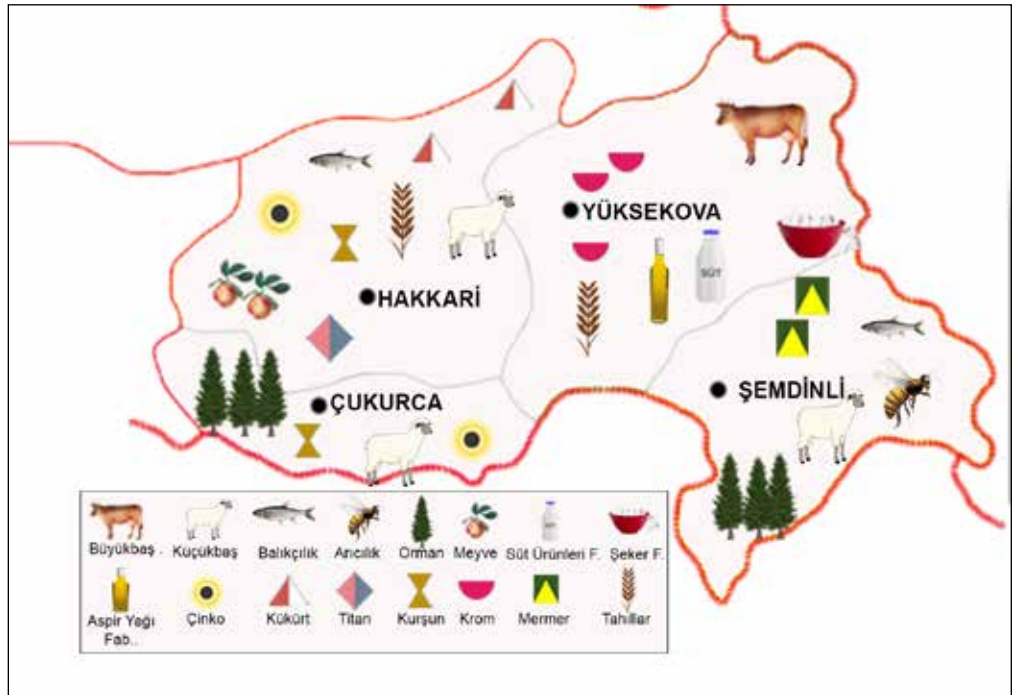 YÜKSEKOVA
SÜT
HAKKARİ
ŞEMDİNLİ
ÇUKURCA
Büyükbaş . Kuçükbaş Balıkçılık Arıcılık Orman Meyve Süt Ürünleri F. Şeker F.
Aspir Yağı Çinko Kükürt Titan Kurşun Krom Mermer Tahıllar
Fab..